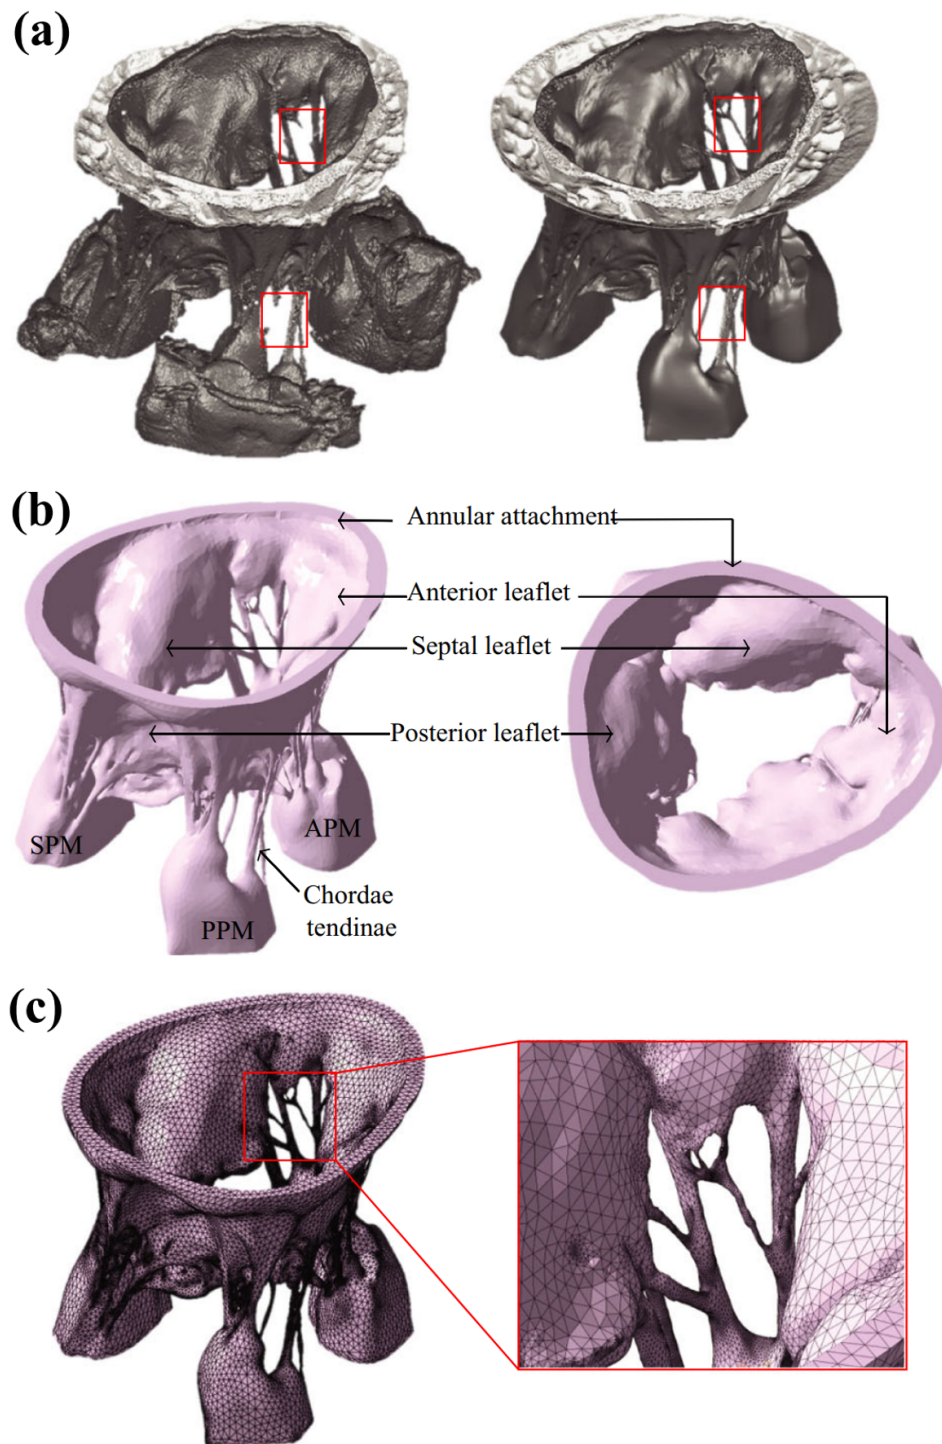 (a)
(b)
Annular attachment
Anterior leaflet
Septal leaflet
Posterior leaflet
SPM
APM
PPM
Chordae
tendinae
(c)